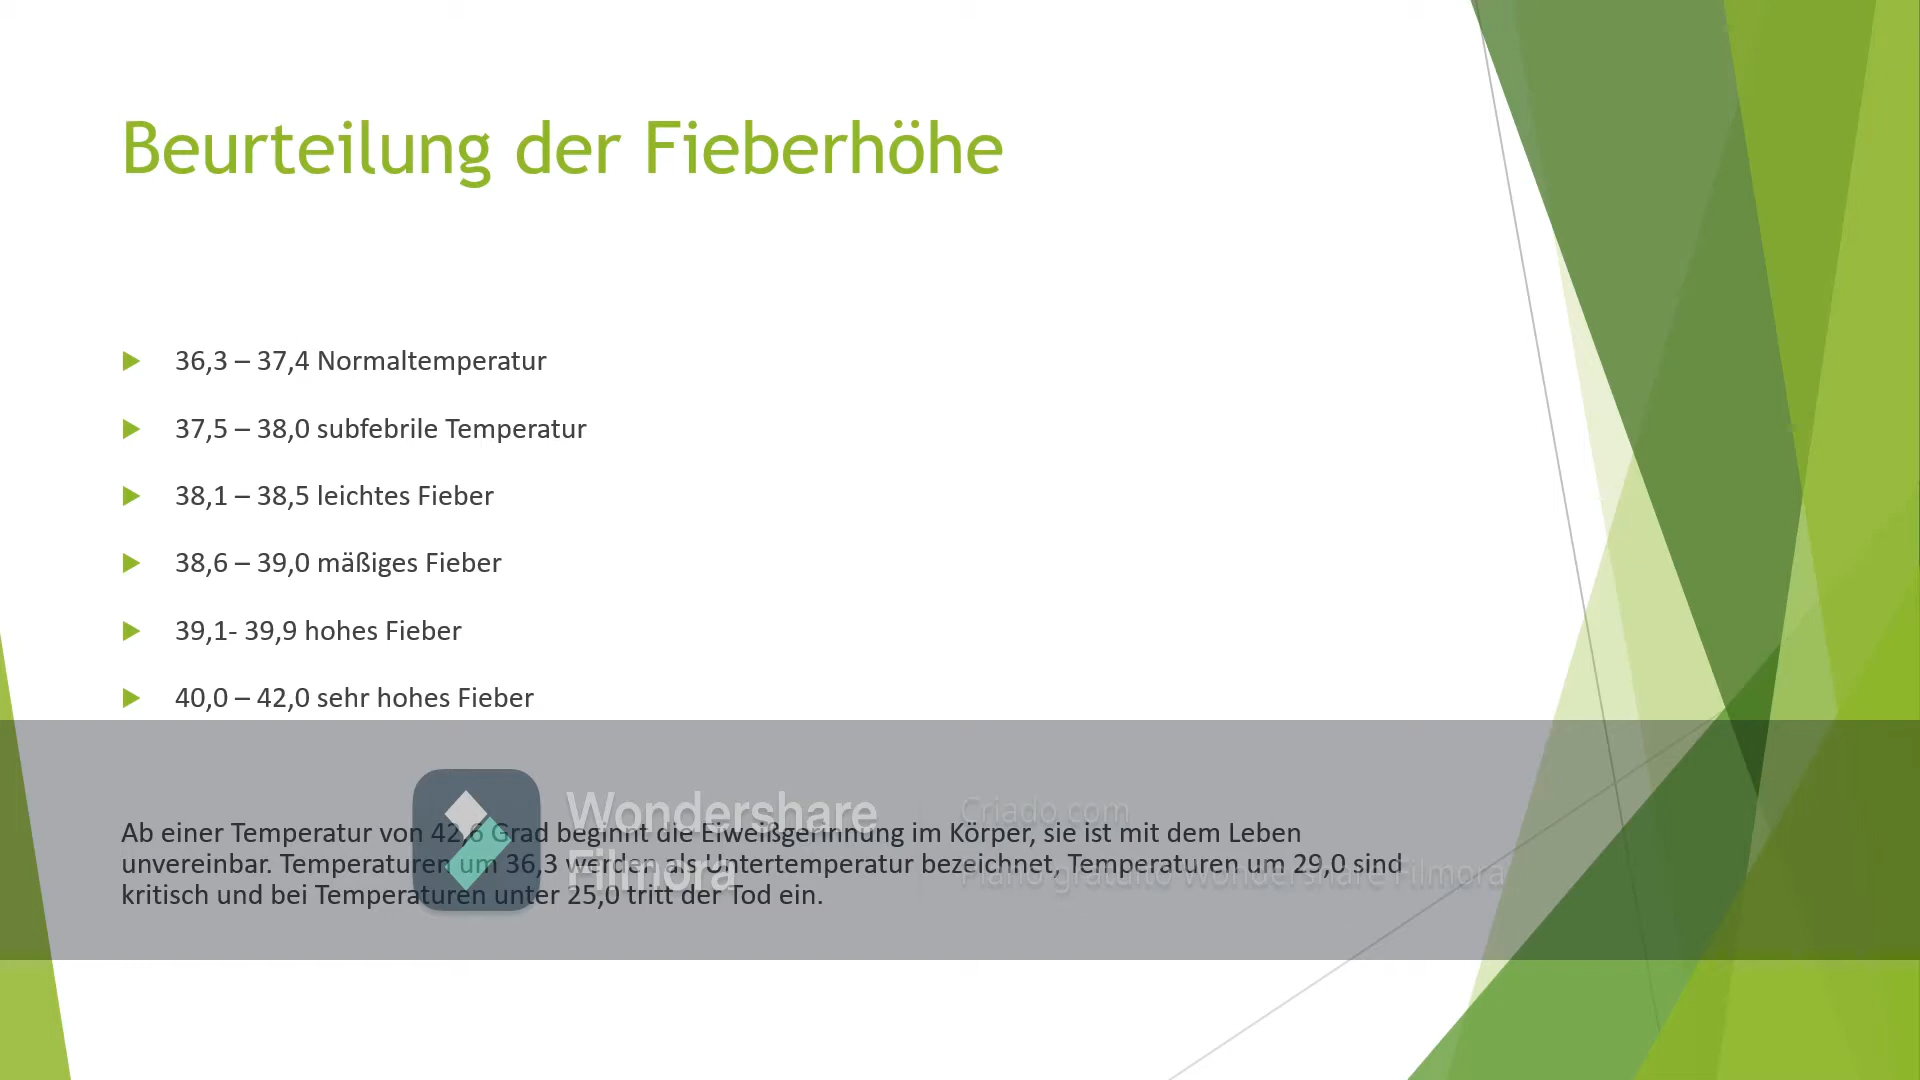 Beurteilung der Fieberhöhe
36,3 – 37,4 Normaltemperatur
37,5 – 38,0 subfebrile Temperatur
38,1 – 38,5 leichtes Fieber
38,6 – 39,0 mäßiges Fieber
39,1- 39,9 hohes Fieber
40,0 – 42,0 sehr hohes Fieber
Ab einer Temperatur von 42,6 Grad beginnt die Eiweißgerinnung im Körper, sie ist mit dem Leben
unvereinbar. Temperaturen um 36,3 werden als Untertemperatur bezeichnet, Temperaturen um 29,0 sind
kritisch und bei Temperaturen unter 25,0 tritt der Tod ein.
Wondershare
Filmora
Criado com
Plano gratuito Wondershare Filmora